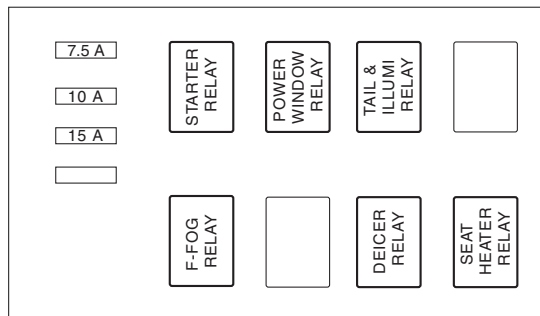 7.5 A
10 A
15 A
STARTER
RELAY
POWER
WINDOW
RELAY
TAIL &
ILLUMI
RELAY
F-FOG
RELAY
DEICER
RELAY
SEAT
HEATER
RELAY